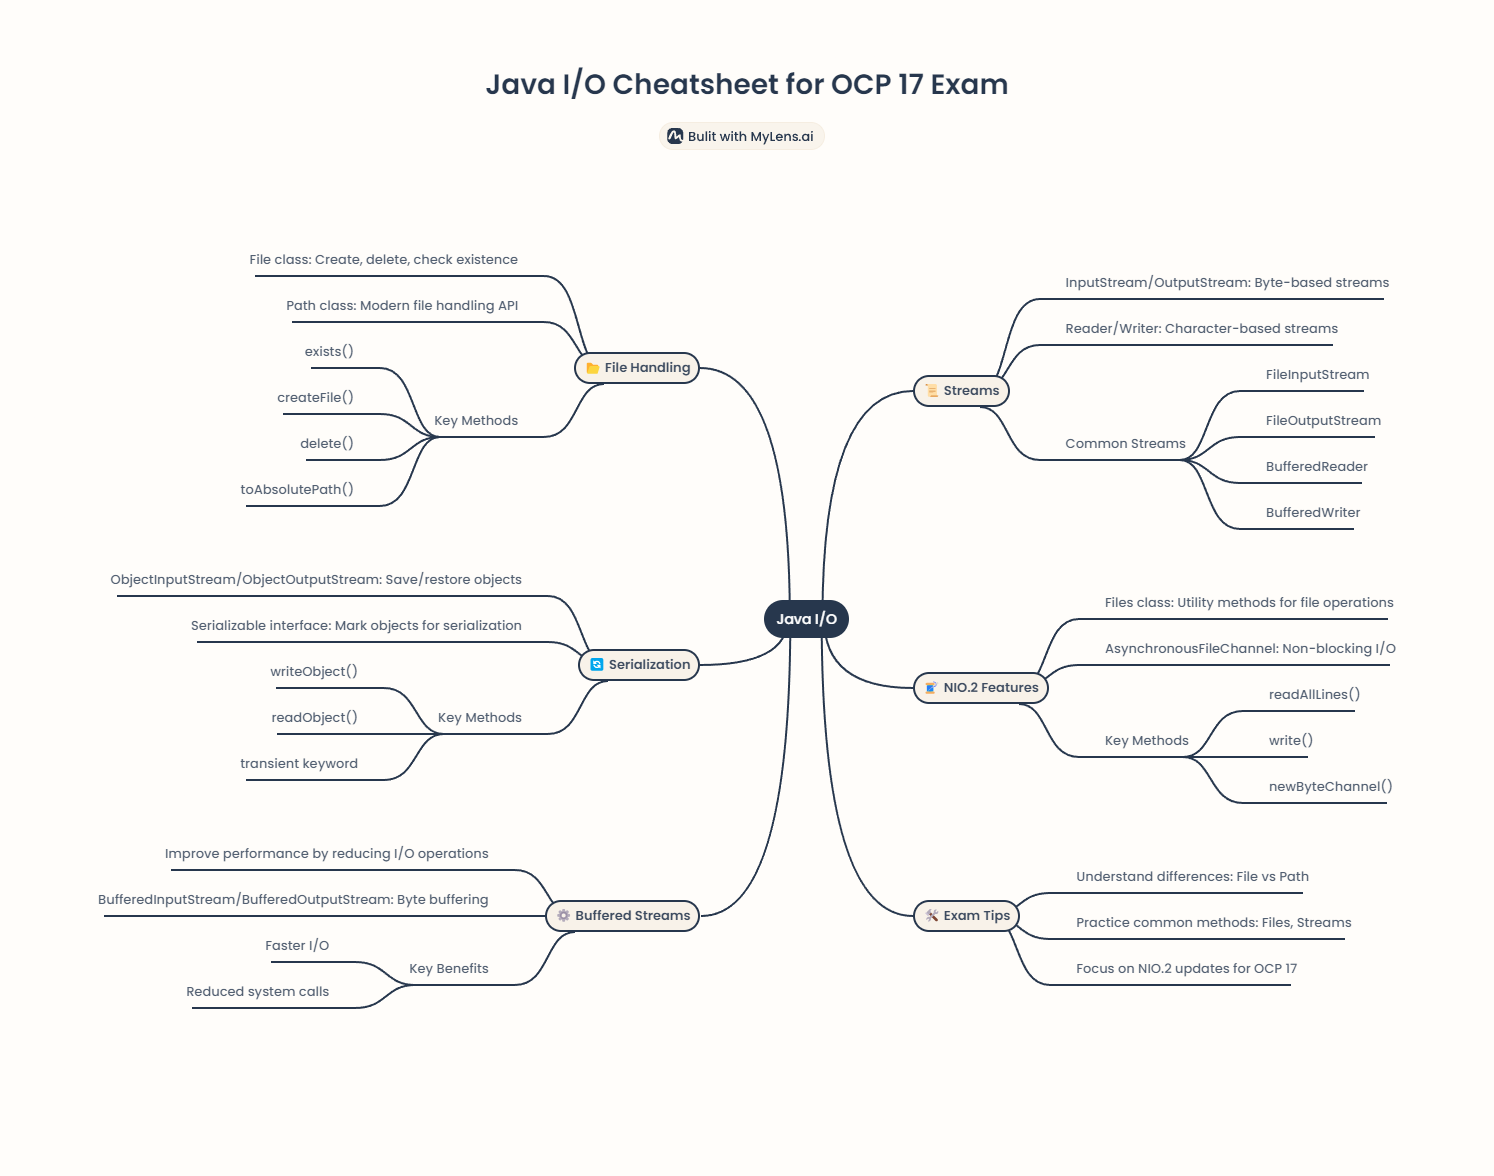 Java I/O Cheatsheet for OCP 17 Exam
Bulit with MyLens.ai
Java I/O
File Handling
File class: Create, delete, check existence
Path class: Modern file handling API
Key Methods
exists()
createFile()
delete()
toAbsolutePath()
Serialization
ObjectInputStream/ObjectOutputStream: Save/restore objects
Serializable interface: Mark objects for serialization
Key Methods
writeObject()
readObject()
transient keyword
Buffered Streams
Improve performance by reducing I/O operations
BufferedInputStream/BufferedOutputStream: Byte buffering
Key Benefits
Faster I/O
Reduced system calls
Streams
InputStream/OutputStream: Byte-based streams
Reader/Writer: Character-based streams
Common Streams
FileInputStream
FileOutputStream
BufferedReader
BufferedWriter
NIO.2 Features
Files class: Utility methods for file operations
AsynchronousFileChannel: Non-blocking I/O
Key Methods
readAllLines()
write()
newByteChannel()
Exam Tips
Understand differences: File vs Path
Practice common methods: Files, Streams
Focus on NIO.2 updates for OCP 17